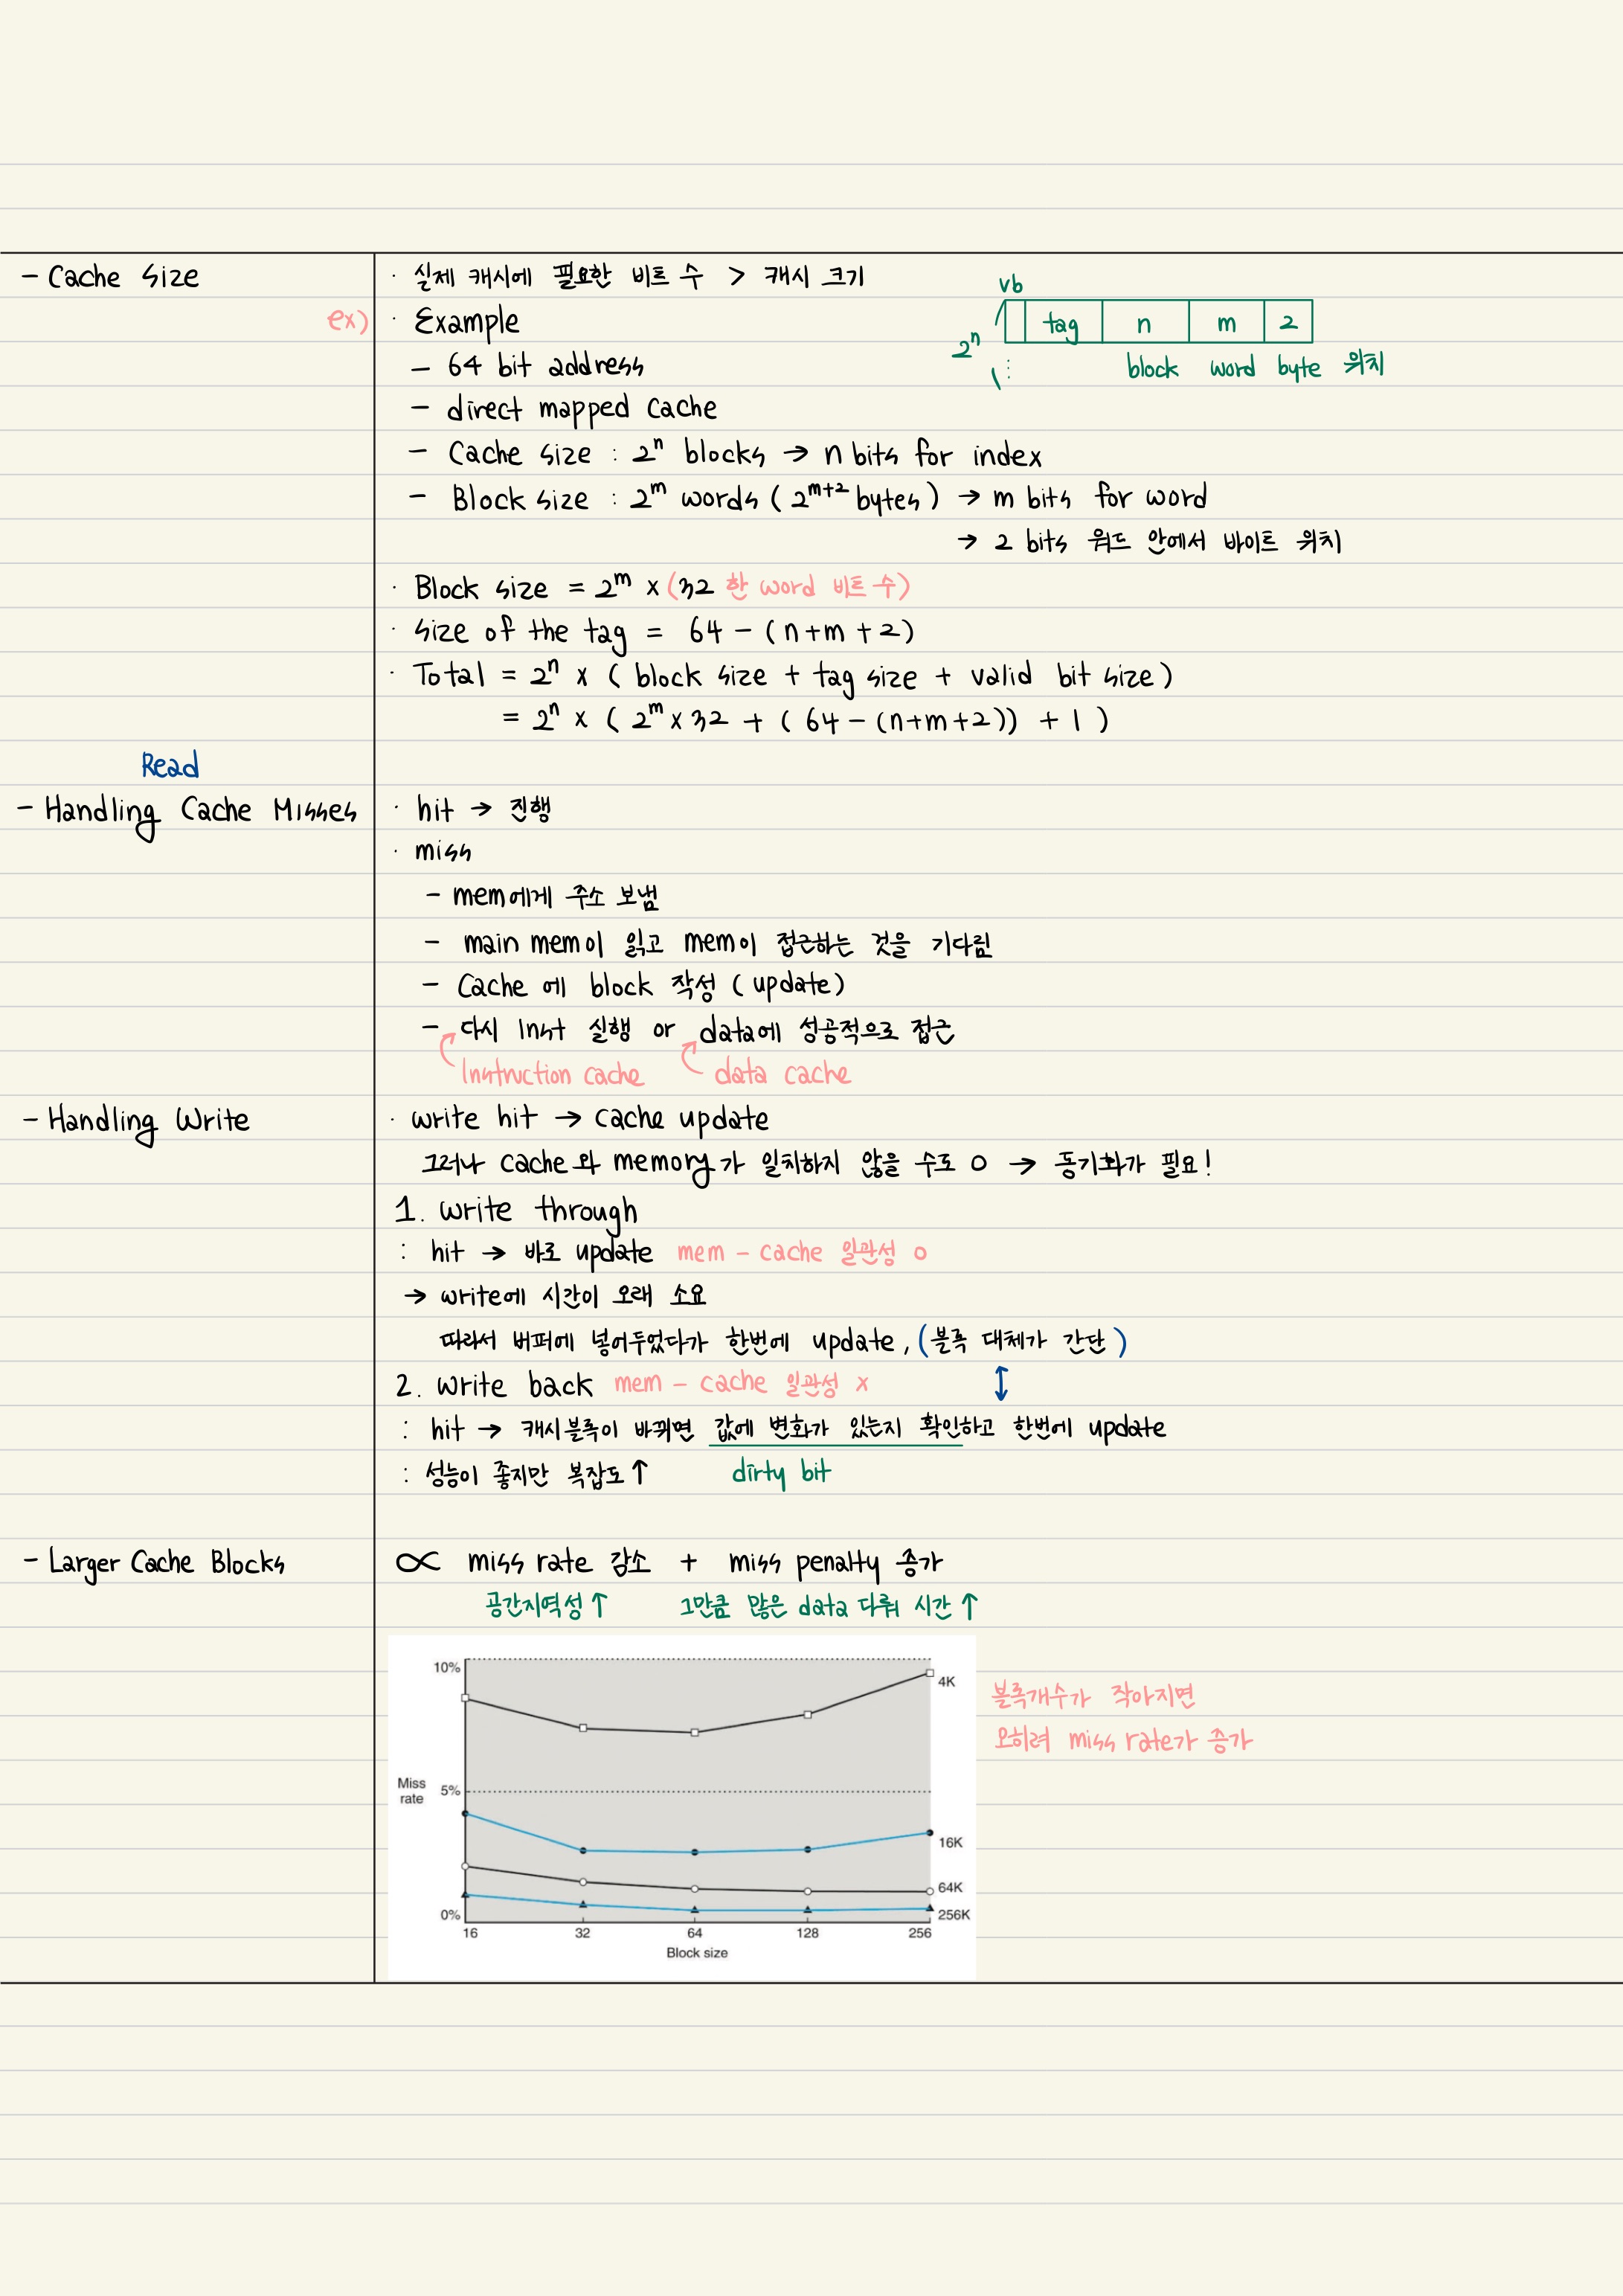 - Cache size
· 실제 캐시에 필요한 비트 수 > 캐시 크기
vb
ex)
· Example
tag n m 2
2ⁿ
block word byte 위치
- 64 bit address
- direct mapped cache
- Cache size : 2ⁿ blocks → n bits for index
- Block size : 2ᵐ words (2ᵐ⁺² bytes) → m bits for word
→ 2 bits 워드 안에서 바이트 위치
· Block size = 2ᵐ × (32 한 word 비트 수)
· size of the tag = 64 - (n+m+2)
· Total = 2ⁿ × ( block size + tag size + valid bit size )
= 2ⁿ × ( 2ᵐ × 32 + ( 64 - (n+m+2)) + 1 )
Read
- Handling Cache Misses
· hit → 진행
· miss
- mem에게 주소 보냄
- main mem이 읽고 mem이 접근하는 것을 기다림
- Cache 에 block 작성 ( update )
- 다시 Inst 실행 or data에 성공적으로 접근
Instruction cache data cache
- Handling Write
· write hit → cache update
그러나 cache와 memory가 일치하지 않을 수도 O → 동기화가 필요!
1. write through
: hit → 바로 update mem - cache 일관성 o
→ write에 시간이 오래 소요
따라서 버퍼에 넣어두었다가 한번에 update, (블록 대체가 간단)
2. write back mem - cache 일관성 x
↕
: hit → 캐시블록이 바뀌면 값에 변화가 있는지 확인하고 한번에 update
: 성능이 좋지만 복잡도↑
dirty bit
- Larger Cache Blocks
∝ miss rate 감소 + miss penalty 증가
공간지역성↑ 그만큼 많은 data 다뤄 시간↑
10%
4K
블록개수가 작아지면
오히려 miss rate가 증가
Miss rate
5%
16K
64K
0%
256K
16 32 64 128 256
Block size